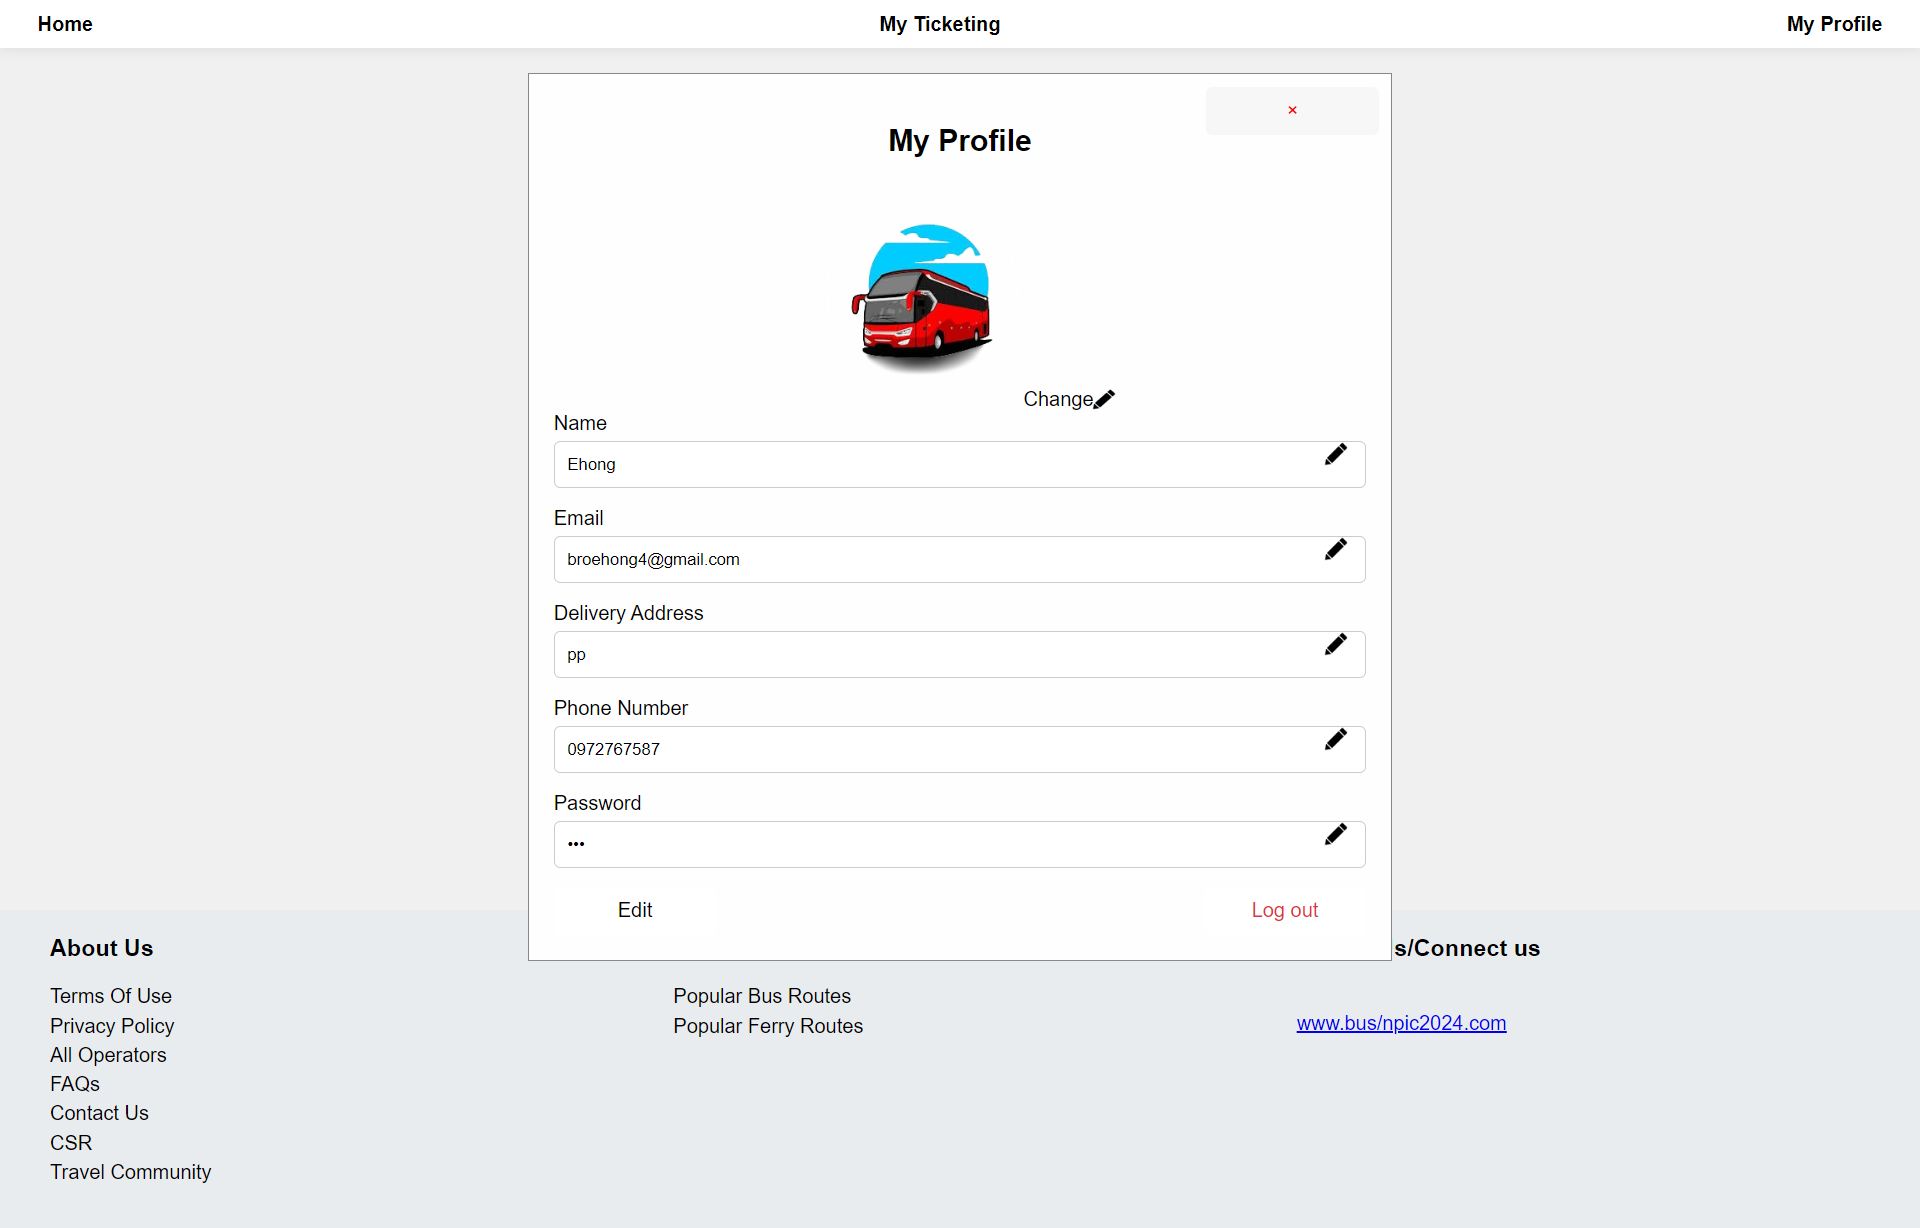 Home
My Ticketing
My Profile
×
My Profile
Change
Name
Ehong
Email
broehong4@gmail.com
Delivery Address
pp
Phone Number
0972767587
Password
•••
Edit
Log out
About Us
s/Connect us
Terms Of Use
Privacy Policy
All Operators
FAQs
Contact Us
CSR
Travel Community
Popular Bus Routes
Popular Ferry Routes
www.bus/npic2024.com